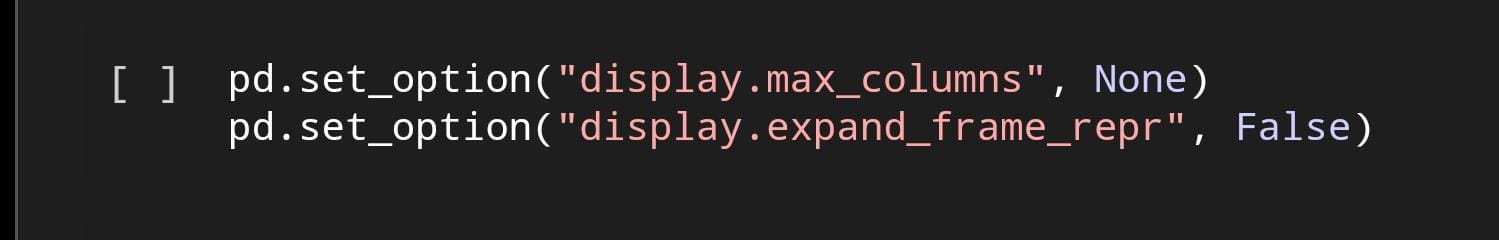 [ ] pd.set_option("display.max_columns", None)
pd.set_option("display.expand_frame_repr", False)